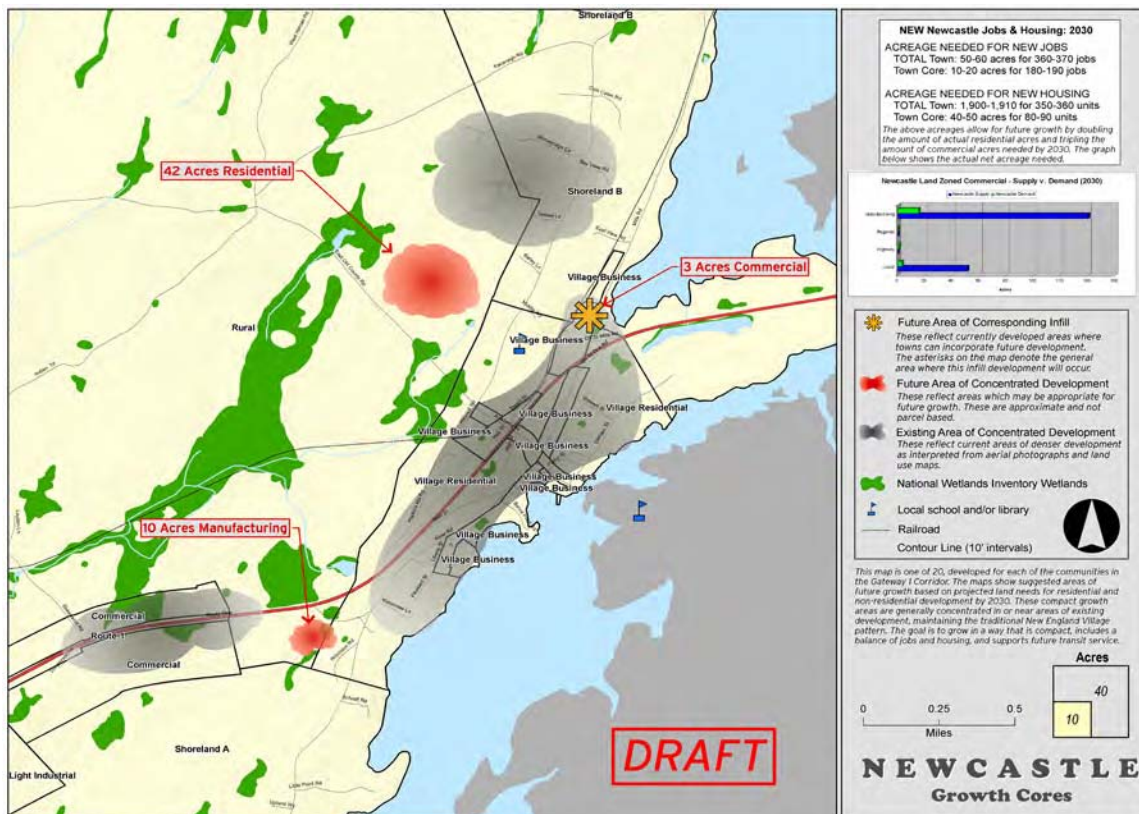 Shoreland B
42 Acres Residential
Shoreland B
Village Business
3 Acres Commercial
Rural
Village Business
Village Residential
Village Business
Village Business
Village Business
Village Business
Village Business
Village Residential
10 Acres Manufacturing
Village Business
Village Business
Commercial
Route 1
Commercial
Shoreland A
Light Industrial
DRAFT
NEW Newcastle Jobs & Housing: 2030
ACREAGE NEEDED FOR NEW JOBS
TOTAL Town: 50-60 acres for 360-370 jobs
Town Core: 10-20 acres for 180-190 jobs
ACREAGE NEEDED FOR NEW HOUSING
TOTAL Town: 1,900-1,910 for 350-360 units
Town Core: 40-50 acres for 80-90 units
The above acreages allow for future growth by doubling
the amount of actual residential acres and tripling the
amount of commercial acres needed by 2030. The graph
below shows the actual net acreage needed.
Newcastle Land Zoned Commercial - Supply v. Demand (2030)
Future Area of Corresponding Infill
These reflect currently developed areas where
towns can incorporate future development.
The asterisks on the map denote the general
area where this infill development will occur.
Future Area of Concentrated Development
These reflect areas which may be appropriate for
future growth. These are approximate and not
parcel based.
Existing Area of Concentrated Development
These reflect current areas of denser development
as interpreted from aerial photographs and land
use maps.
National Wetlands Inventory Wetlands
Local school and/or library
Railroad
Contour Line (10' intervals)
This map is one of 20, developed for each of the communities
in the Gateway 1 Corridor. The maps show suggested areas of
future growth based on projected land needs for residential and
non-residential development by 2030. These compact growth
areas are generally concentrated in or near areas of existing
development, maintaining the traditional New England Village
pattern. The goal is to grow in a way that is compact, includes a
balance of jobs and housing, and supports future transit service.
Acres
40
10
0 0.25 0.5
Miles
NEWCASTLE
Growth Cores